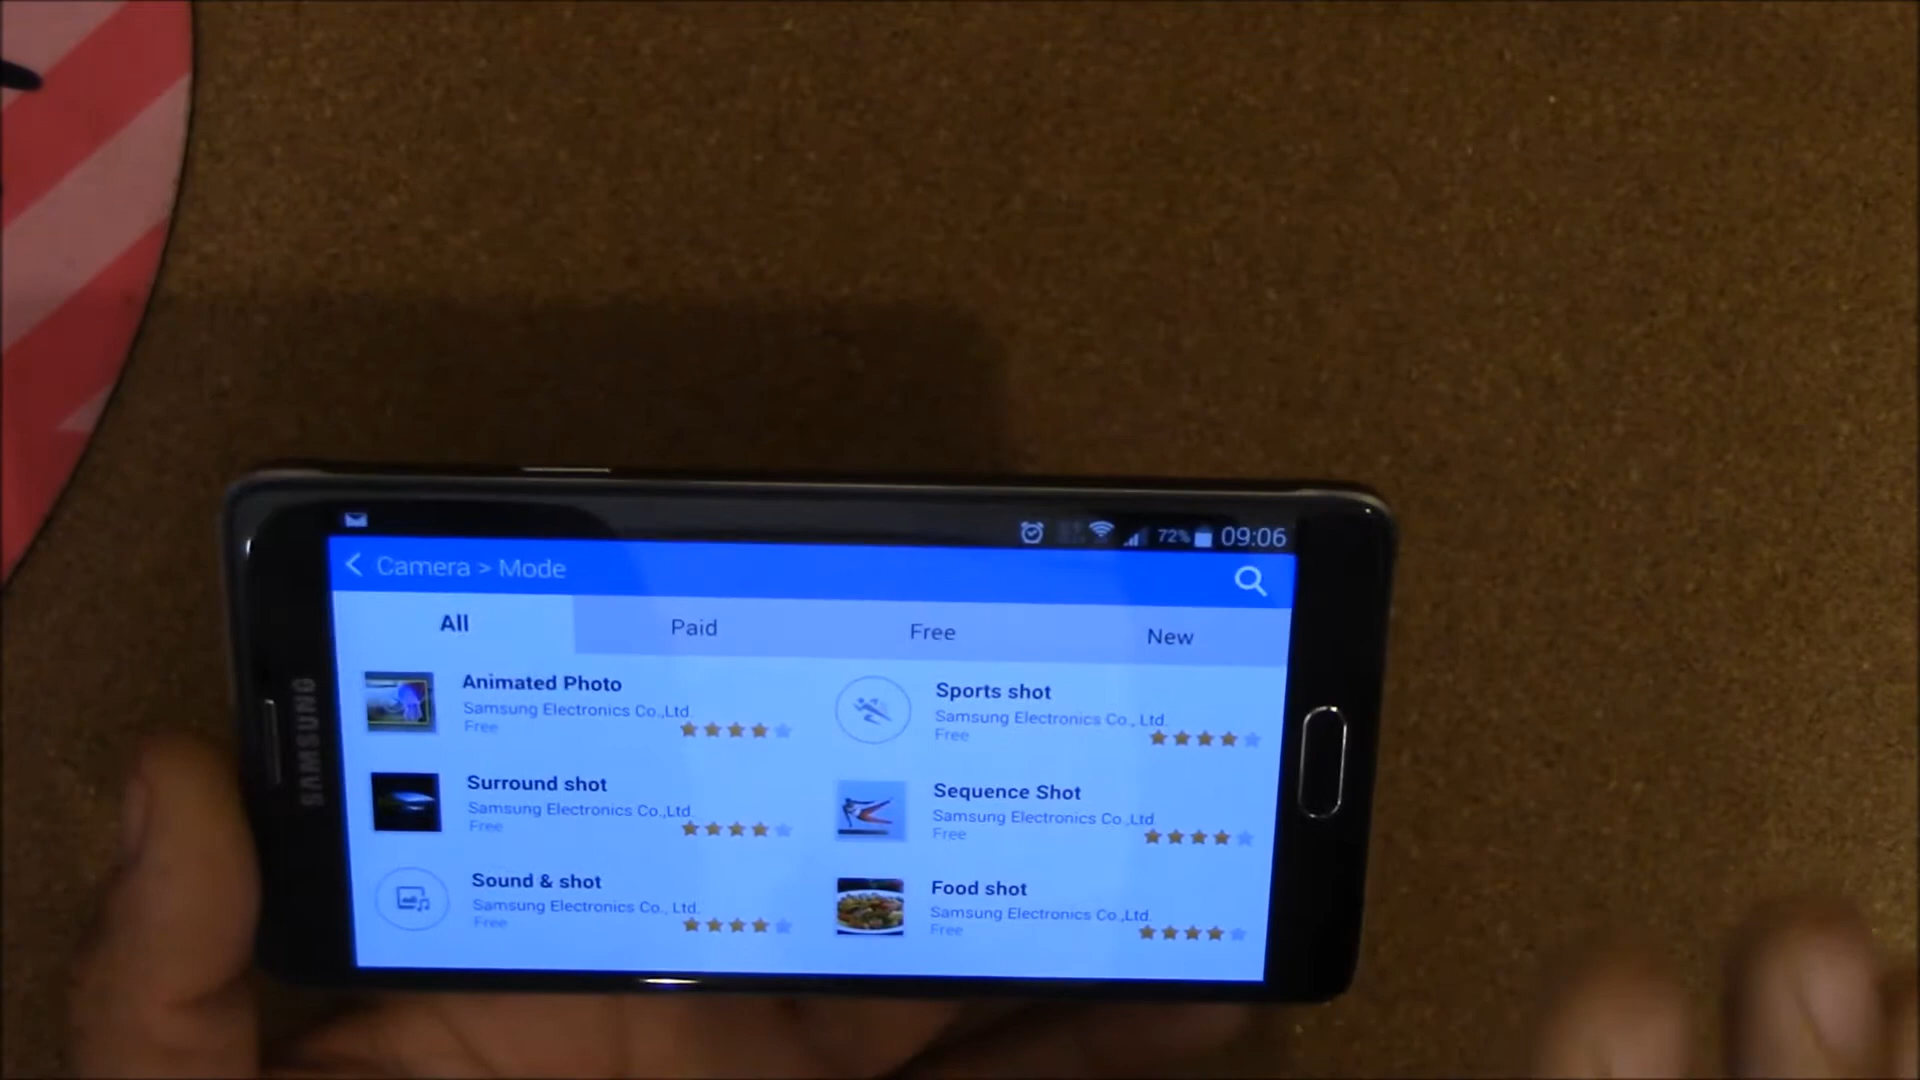 72% 09:06
Camera > Mode
All Paid Free New
Animated Photo
Samsung Electronics Co.,Ltd.
Free
Sports shot
Samsung Electronics Co., Ltd.
Free
Surround shot
Samsung Electronics Co.,Ltd.
Free
Sequence Shot
Samsung Electronics Co.,Ltd.
Free
Sound & shot
Samsung Electronics Co., Ltd.
Free
Food shot
Samsung Electronics Co.,Ltd.
Free
SAMSUNG